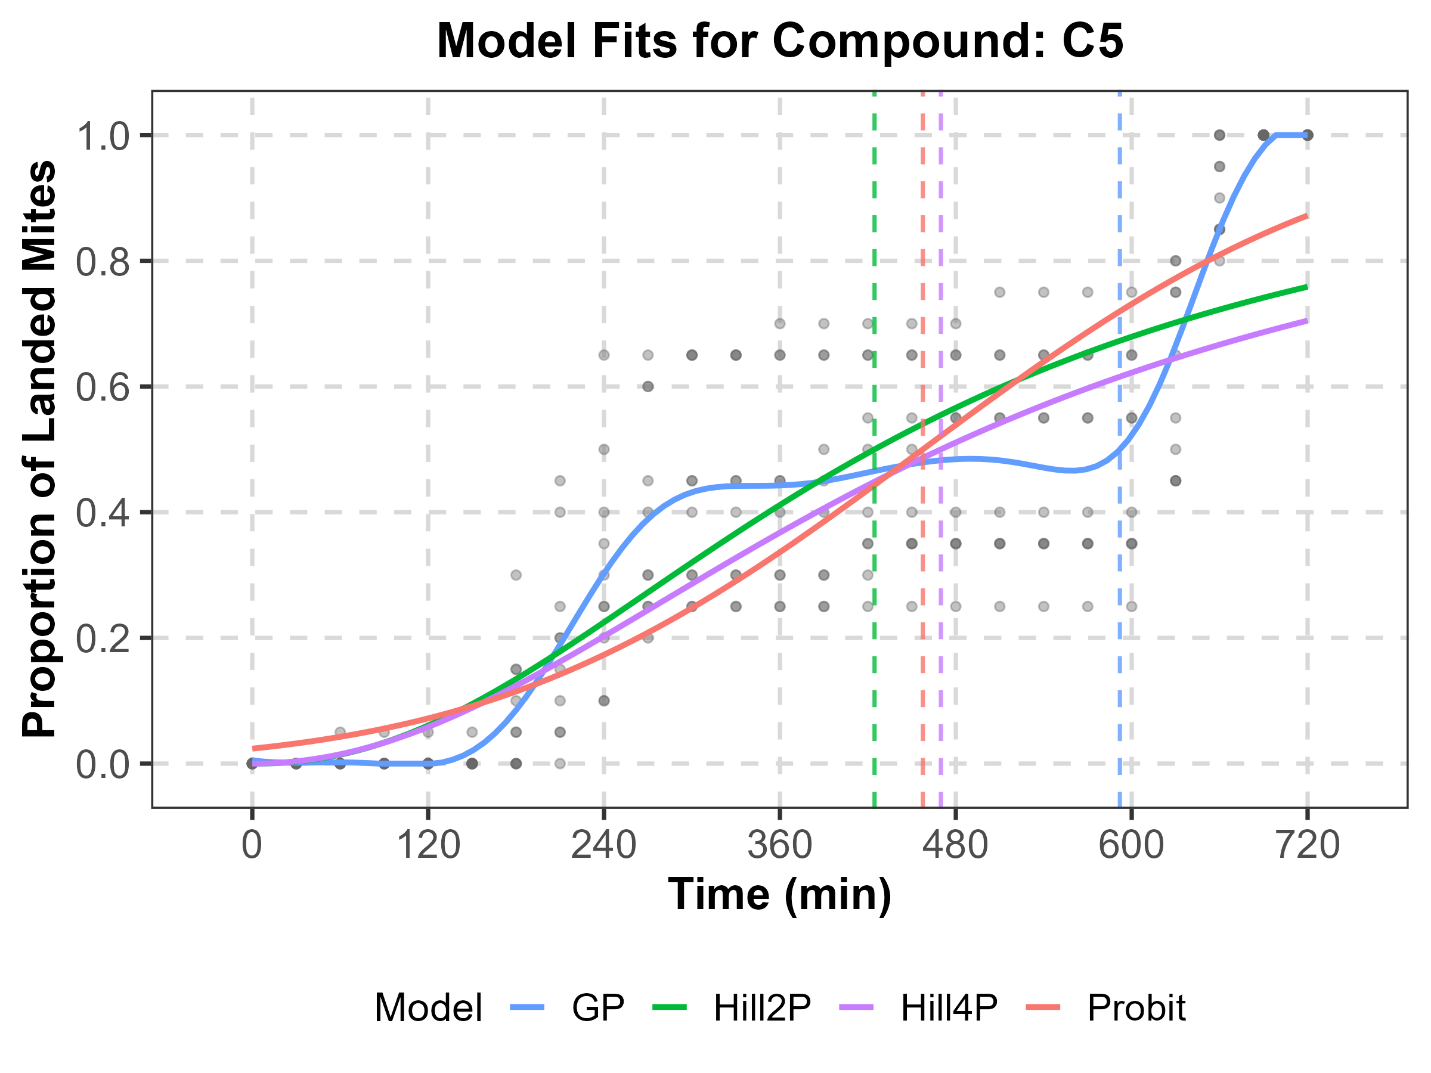 Model Fits for Compound: C5
Proportion of Landed Mites
1.0
0.8
0.6
0.4
0.2
0.0
0 120 240 360 480 600 720
Time (min)
Model GP Hill2P Hill4P Probit